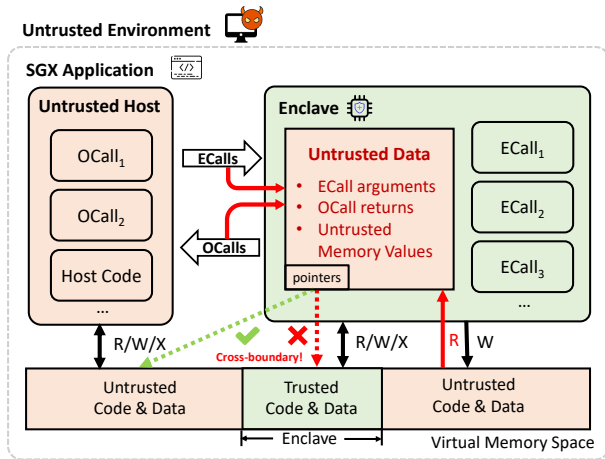 Untrusted Environment
SGX Application
Untrusted Host
OCall1
OCall2
Host Code
...
ECalls
OCalls
Enclave
Untrusted Data
• ECall arguments
• OCall returns
• Untrusted
Memory Values
pointers
ECall1
ECall2
ECall3
...
R/W/X
Cross-boundary!
R/W/X
R
W
Untrusted
Code & Data
Trusted
Code & Data
Untrusted
Code & Data
Enclave
Virtual Memory Space